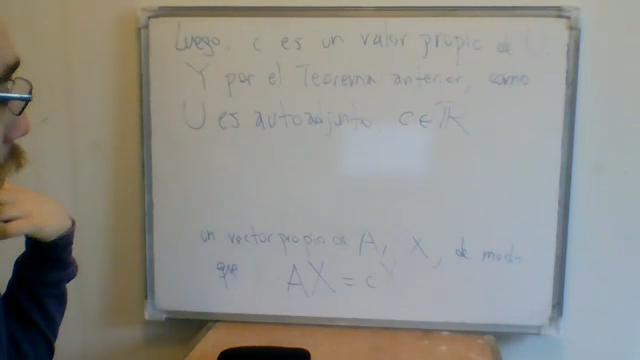 Luego, c es un valor propio de U.
Y por el Teorema anterior, como
U es autoadjunto, c ∈ ℝ
un vector propio de A, X, de modo
que AX = cX